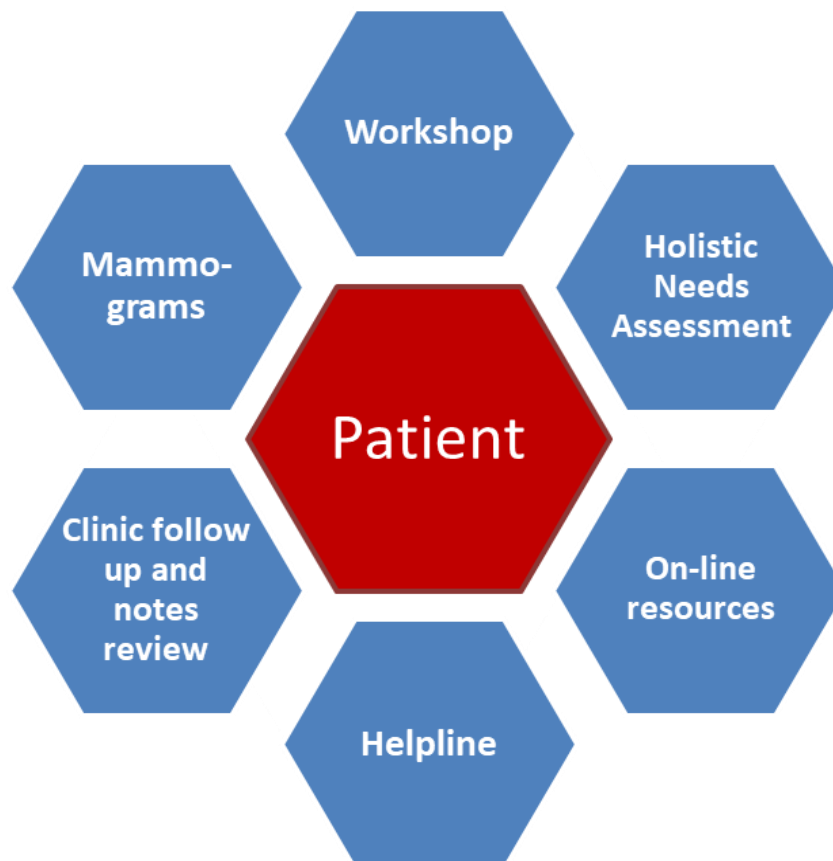 Workshop
Mammo-
grams
Holistic
Needs
Assessment
Patient
Clinic follow
up and
notes
review
On-line
resources
Helpline